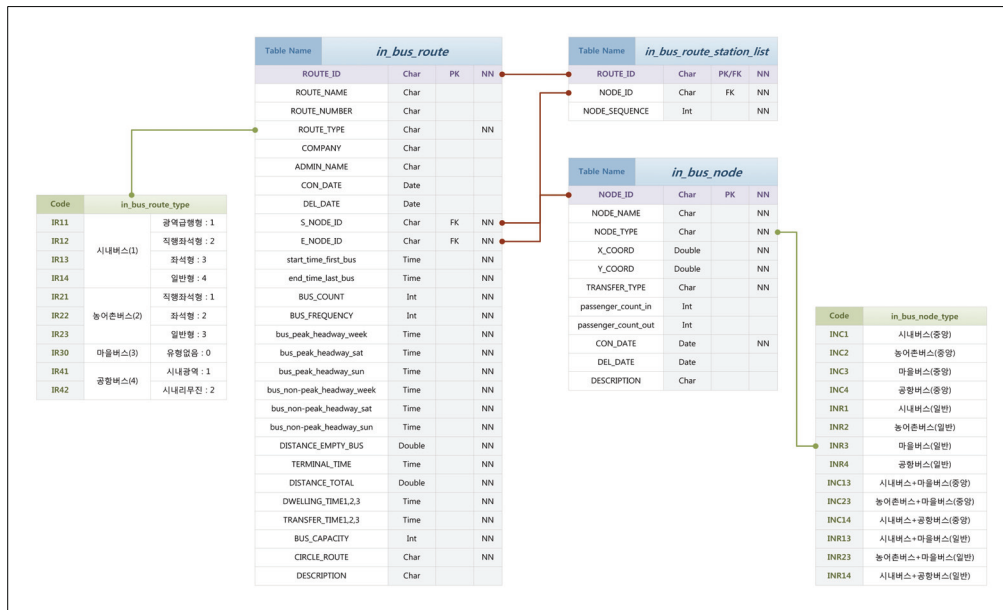 Table Name in_bus_route
ROUTE_ID Char PK NN
ROUTE_NAME Char
ROUTE_NUMBER Char
ROUTE_TYPE Char NN
COMPANY Char
ADMIN_NAME Char
CON_DATE Date
DEL_DATE Date
S_NODE_ID Char FK NN
E_NODE_ID Char FK NN
start_time_first_bus Time NN
end_time_last_bus Time NN
BUS_COUNT Int NN
BUS_FREQUENCY Int NN
bus_peak_headway_week Time NN
bus_peak_headway_sat Time NN
bus_peak_headway_sun Time NN
bus_non-peak_headway_week Time NN
bus_non-peak_headway_sat Time NN
bus_non-peak_headway_sun Time NN
DISTANCE_EMPTY_BUS Double NN
TERMINAL_TIME Time NN
DISTANCE_TOTAL Double NN
DWELLING_TIME1,2,3 Time NN
TRANSFER_TIME1,2,3 Time NN
BUS_CAPACITY Int NN
CIRCLE_ROUTE Char NN
DESCRIPTION Char
Table Name in_bus_route_station_list
ROUTE_ID Char PK/FK NN
NODE_ID Char FK NN
NODE_SEQUENCE Int NN
Table Name in_bus_node
NODE_ID Char PK NN
NODE_NAME Char NN
NODE_TYPE Char NN
X_COORD Double NN
Y_COORD Double NN
TRANSFER_TYPE Char NN
passenger_count_in Int
passenger_count_out Int
CON_DATE Date NN
DEL_DATE Date
DESCRIPTION Char
Code in_bus_route_type
IR11 시내버스(1) 광역급행형 : 1
IR12 직행좌석형 : 2
IR13 좌석형 : 3
IR14 일반형 : 4
IR21 농어촌버스(2) 직행좌석형 : 1
IR22 좌석형 : 2
IR23 일반형 : 3
IR30 마을버스(3) 유형없음 : 0
IR41 공항버스(4) 시내광역 : 1
IR42 시내리무진 : 2
Code in_bus_node_type
INC1 시내버스(중앙)
INC2 농어촌버스(중앙)
INC3 마을버스(중앙)
INC4 공항버스(중앙)
INR1 시내버스(일반)
INR2 농어촌버스(일반)
INR3 마을버스(일반)
INR4 공항버스(일반)
INC13 시내버스+마을버스(중앙)
INC23 농어촌버스+마을버스(중앙)
INC14 시내버스+공항버스(중앙)
INR13 시내버스+마을버스(일반)
INR23 농어촌버스+마을버스(일반)
INR14 시내버스+공항버스(일반)